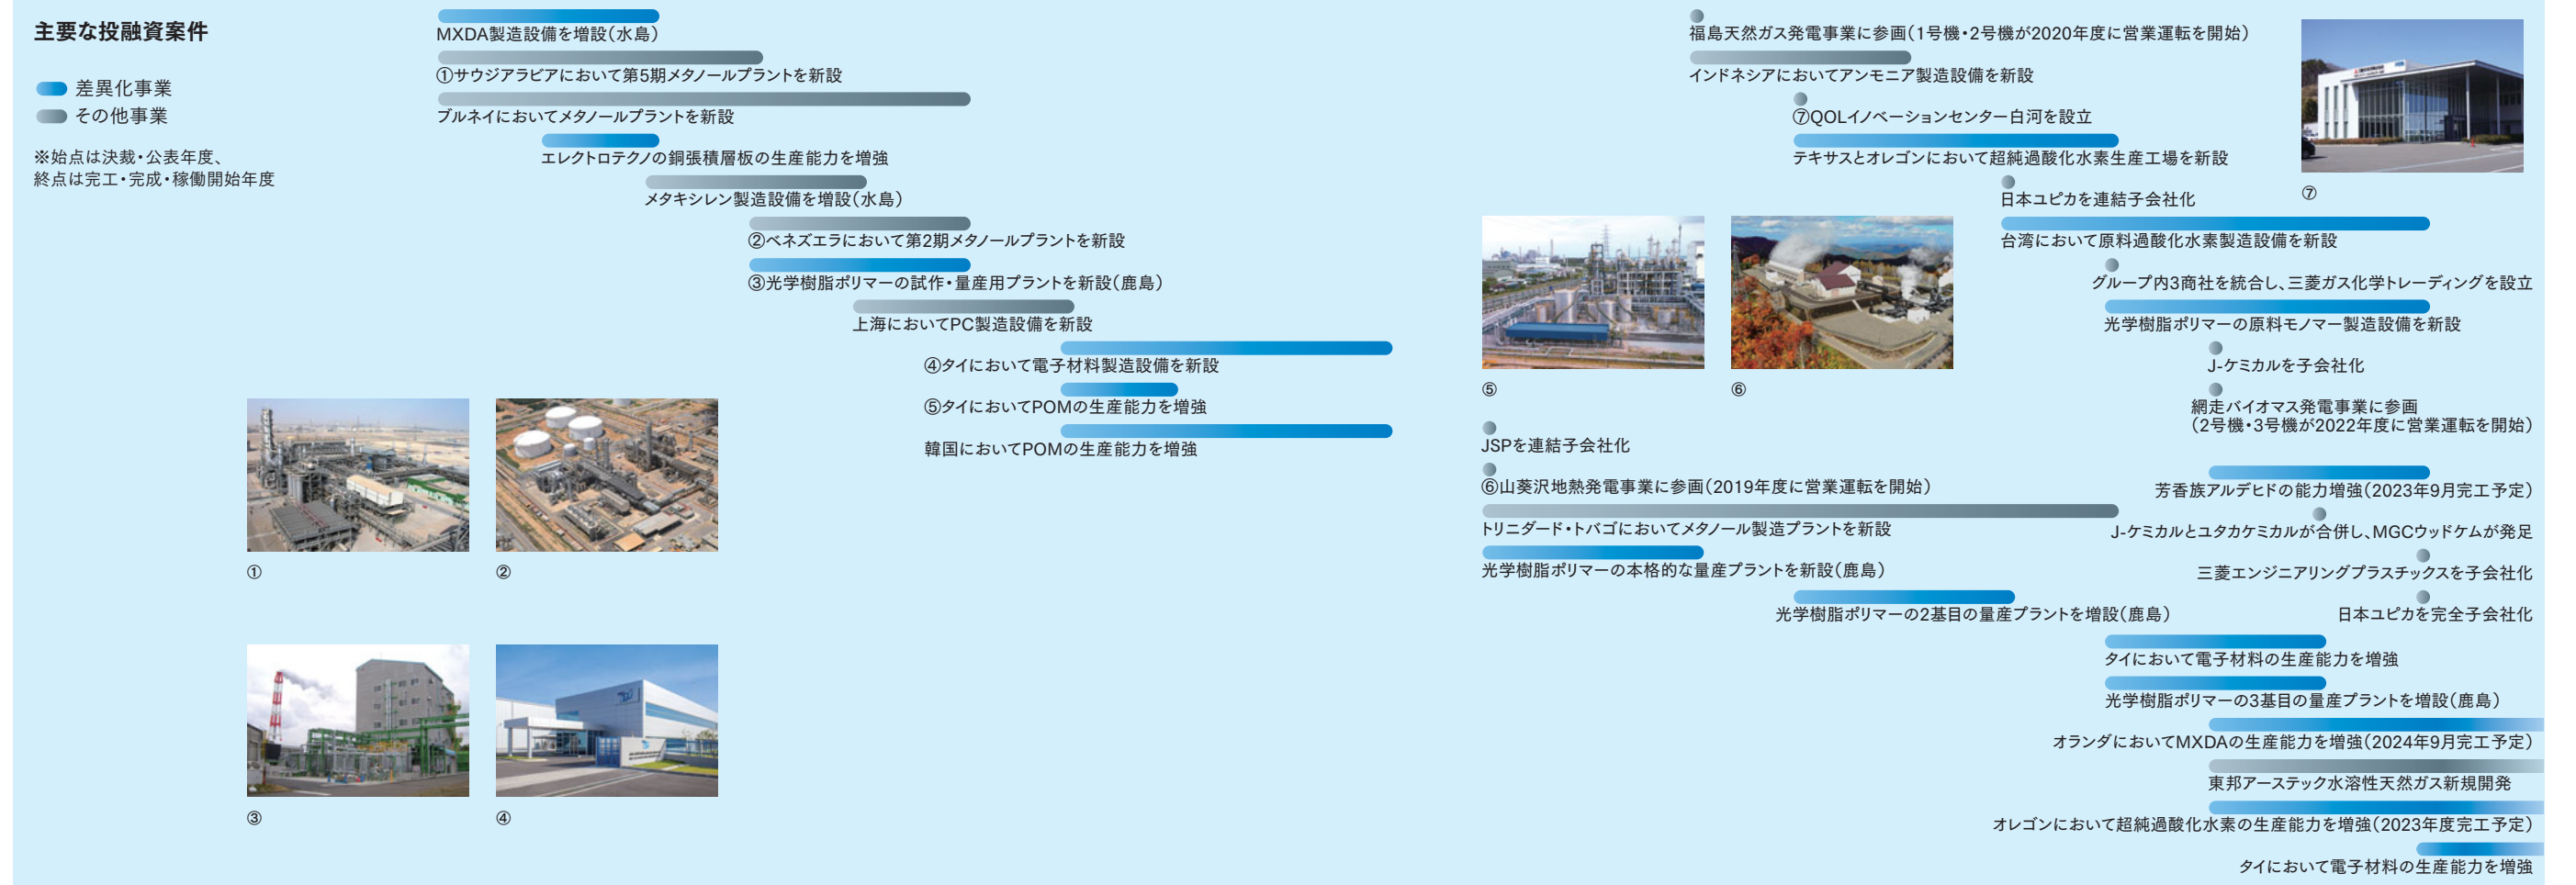 主要な投融資案件
差異化事業
その他事業
※始点は決裁・公表年度、
終点は完工・完成・稼働開始年度
MXDA製造設備を増設(水島)
①サウジアラビアにおいて第5期メタノールプラントを新設
ブルネイにおいてメタノールプラントを新設
エレクトロテクノの銅張積層板の生産能力を増強
メタキシレン製造設備を増設(水島)
②ベネズエラにおいて第2期メタノールプラントを新設
③光学樹脂ポリマーの試作・量産用プラントを新設(鹿島)
上海においてPC製造設備を新設
④タイにおいて電子材料製造設備を新設
⑤タイにおいてPOMの生産能力を増強
韓国においてPOMの生産能力を増強
①
②
③
④
⑤
⑥
JSPを連結子会社化
⑥山葵沢地熱発電事業に参画(2019年度に営業運転を開始)
トリニダード・トバゴにおいてメタノール製造プラントを新設
光学樹脂ポリマーの本格的な量産プラントを新設(鹿島)
福島天然ガス発電事業に参画(1号機・2号機が2020年度に営業運転を開始)
インドネシアにおいてアンモニア製造設備を新設
⑦QOLイノベーションセンター白河を設立
テキサスとオレゴンにおいて超純過酸化水素生産工場を新設
⑦
日本ユピカを連結子会社化
台湾において原料過酸化水素製造設備を新設
グループ内3商社を統合し、三菱ガス化学トレーディングを設立
光学樹脂ポリマーの原料モノマー製造設備を新設
J-ケミカルを子会社化
網走バイオマス発電事業に参画
(2号機・3号機が2022年度に営業運転を開始)
芳香族アルデヒドの能力増強(2023年9月完工予定)
J-ケミカルとユタカケミカルが合併し、MGCウッドケムが発足
三菱エンジニアリングプラスチックスを子会社化
光学樹脂ポリマーの2基目の量産プラントを増設(鹿島)
日本ユピカを完全子会社化
タイにおいて電子材料の生産能力を増強
光学樹脂ポリマーの3基目の量産プラントを増設(鹿島)
オランダにおいてMXDAの生産能力を増強(2024年9月完工予定)
東邦アーステック水溶性天然ガス新規開発
オレゴンにおいて超純過酸化水素の生産能力を増強(2023年度完工予定)
タイにおいて電子材料の生産能力を増強